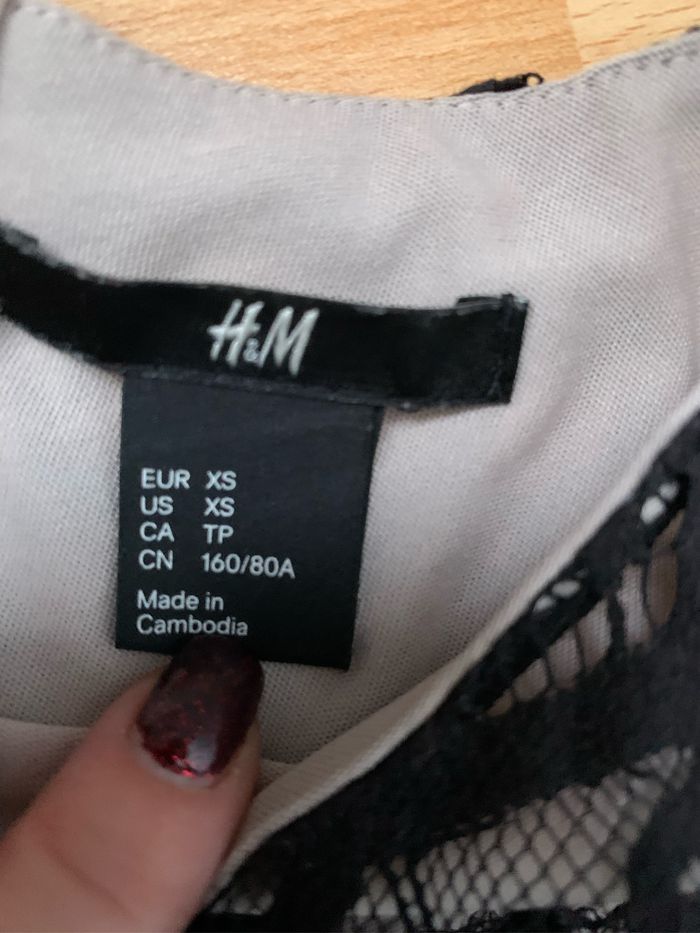 H&M
EUR XS
US XS
CA TP
CN 160/80A
Made in
Cambodia